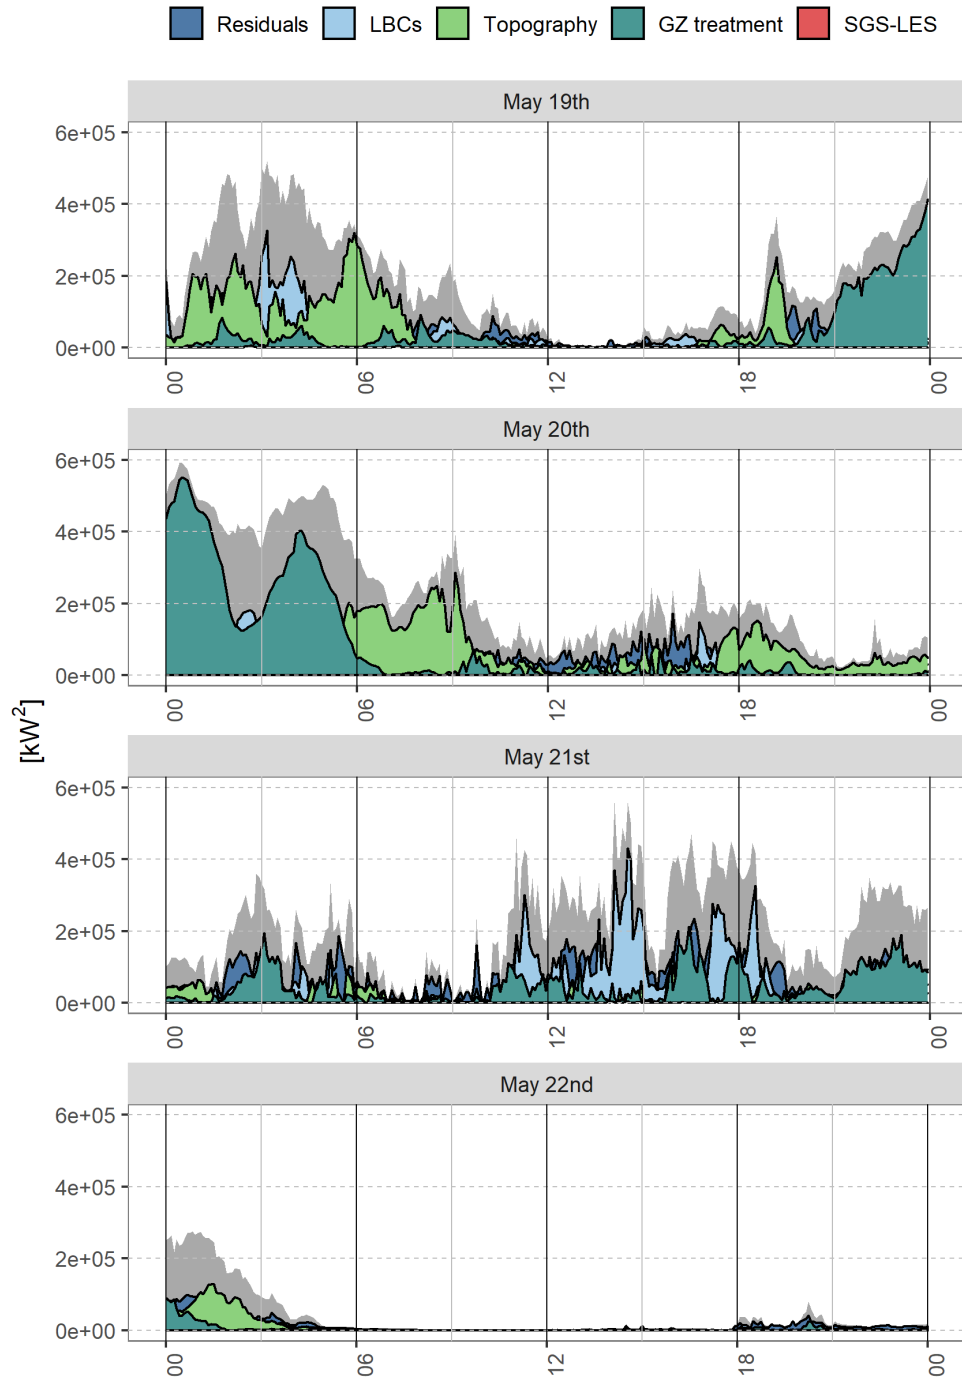 Residuals LBCs Topography GZ treatment SGS-LES
May 19th
6e+05
4e+05
2e+05
0e+00
00 06 12 18 00
May 20th
6e+05
4e+05
2e+05
0e+00
00 06 12 18 00
[kW2]
May 21st
6e+05
4e+05
2e+05
0e+00
00 06 12 18 00
May 22nd
6e+05
4e+05
2e+05
0e+00
00 06 12 18 00